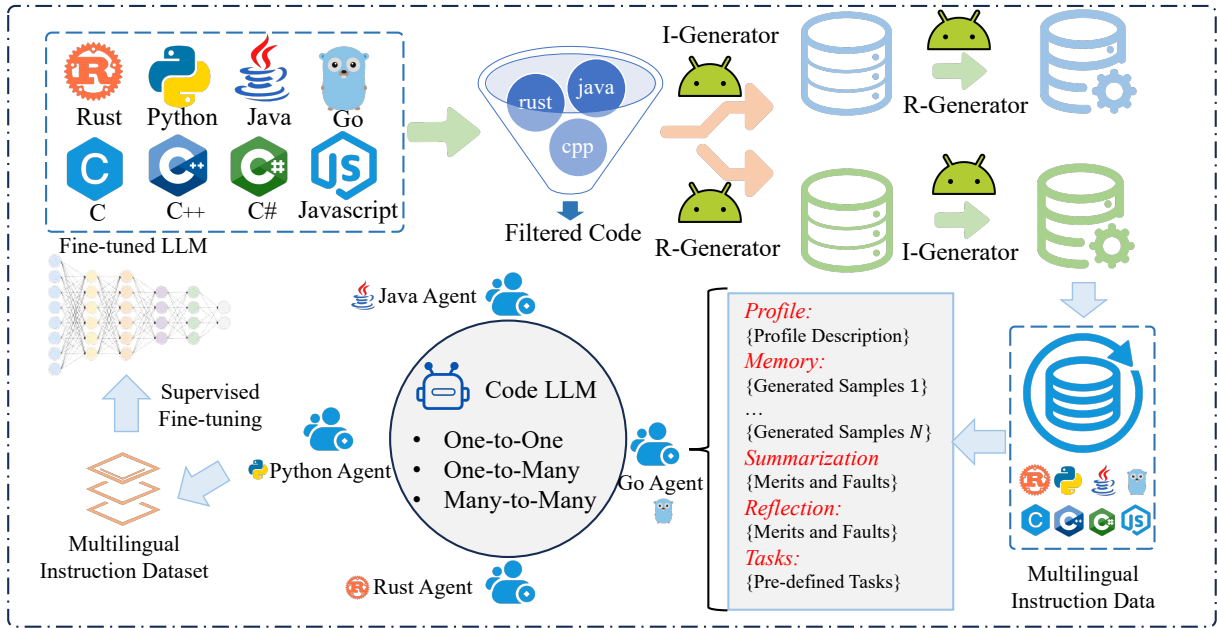 Rust Python Java Go
C C++ C# Javascript
C C++ C# JS
Fine-tuned LLM
rust
java
cpp
Filtered Code
I-Generator
R-Generator
R-Generator
I-Generator
Java Agent
Code LLM
• One-to-One
• One-to-Many
• Many-to-Many
Python Agent
Go Agent
Rust Agent
Profile:
{Profile Description}
Memory:
{Generated Samples 1}
…
{Generated Samples N}
Summarization
{Merits and Faults}
Reflection:
{Merits and Faults}
Tasks:
{Pre-defined Tasks}
R
C C++ C# JS
Multilingual
Instruction Data
Supervised
Fine-tuning
Multilingual
Instruction Dataset